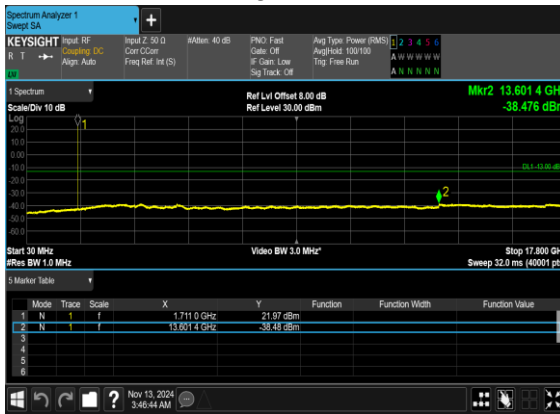 Spectrum Analyzer 1
Swept SA
+
KEYSIGHT Input: RF Input Z: 50 Ω #Atten: 40 dB PNO: Fast Avg Type: Power (RMS) 1 2 3 4 5 6
R T Coupling: DC Corr CCorr Gate: Off Avg|Hold: 100/100 A W W W W W
Align: Auto Freq Ref: Int (S) IF Gain: Low Trig: Free Run
LXI Sig Track: Off A N N N N N
1 Spectrum Ref Lvl Offset 8.00 dB Mkr2 13.601 4 GHz
Scale/Div 10 dB Ref Level 30.00 dBm -38.476 dBm
Log
20.0 1
10.0
0.00
-10.0 DL1 -13.00 dB
-20.0
-30.0 2
-40.0
-50.0
-60.0
Start 30 MHz Video BW 3.0 MHz* Stop 17.800 GH
#Res BW 1.0 MHz Sweep 32.0 ms (40001 pt
5 Marker Table
Mode Trace Scale X Y Function Function Width Function Value
1 N 1 f 1.711 0 GHz 21.97 dBm
2 N 1 f 13.601 4 GHz -38.48 dBm
3
4
5
6
? Nov 13, 2024
3:46:44 AM